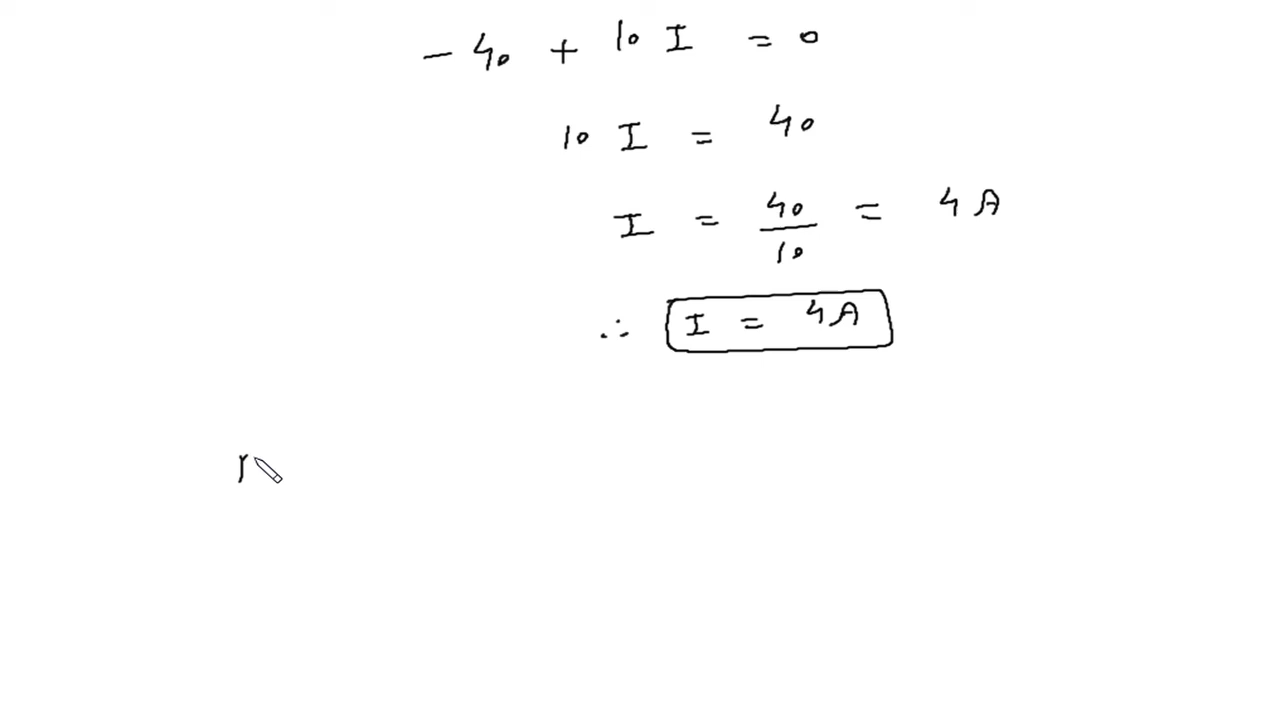 - 40 + 10 I = 0
10 I = 40
I = 40/10 = 4 A
∴ I = 4A